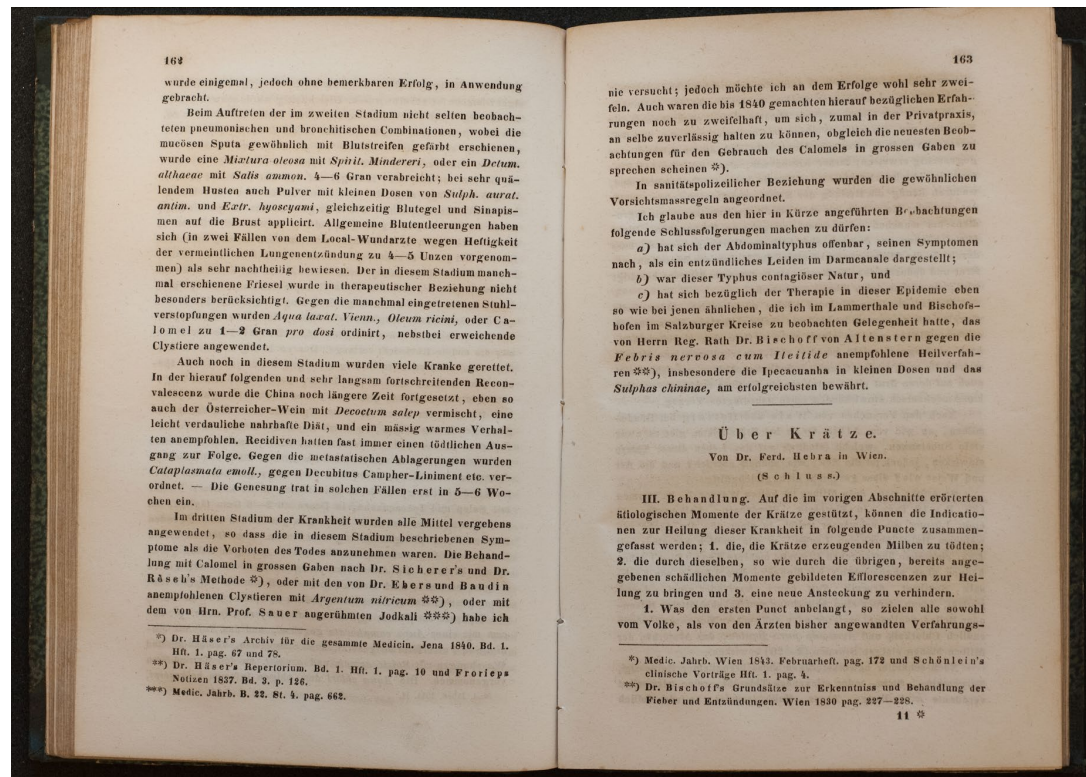 162
wurde einigemal, jedoch ohne bemerkbaren Erfolg, in Anwendung
gebracht.
Beim Auftreten der im zweiten Stadium nicht selten beobach-
teten pneumonischen und bronchitischen Combinationen, wobei die
mucösen Sputa gewöhnlich mit Blutstreifen gefärbt erschienen,
wurde eine Mixtura oleosa mit Spirit. Mindereri, oder ein Dctum.
althaeae mit Salis ammon. 4—6 Gran verabreicht; bei sehr quä-
lendem Husten auch Pulver mit kleinen Dosen von Sulph. aurat.
antim. und Extr. hyoscyami, gleichzeitig Blutegel und Sinapis-
men auf die Brust applicirt. Allgemeine Blutentleerungen haben
sich (in zwei Fällen von dem Local-Wundarzte wegen Heftigkeit
der vermeintlichen Lungenentzündung zu 4—5 Unzen vorgenom-
men) als sehr nachtheilig bewiesen. Der in diesem Stadium manch-
mal erschienene Friesel wurde in therapeutischer Beziehung nicht
besonders berücksichtigt. Gegen die manchmal eingetretenen Stuhl-
verstopfungen wurden Aqua laxat. Vienn., Oleum ricini, oder Ca-
lomel zu 1—2 Gran pro dosi ordinirt, nebstbei erweichende
Clystiere angewendet.
Auch noch in diesem Stadium wurden viele Kranke gerettet.
In der hierauf folgenden und sehr langsam fortschreitenden Recon-
valescenz wurde die China noch längere Zeit fortgesetzt, eben so
auch der Österreicher-Wein mit Decoctum salep vermischt, eine
leicht verdauliche nahrhafte Diät, und ein mässig warmes Verhal-
ten anempfohlen. Recidiven hatten fast immer einen tödtlichen Aus-
gang zur Folge. Gegen die metastatischen Ablagerungen wurden
Cataplasmata emoll., gegen Decubitus Campher-Liniment etc. ver-
ordnet. — Die Genesung trat in solchen Fällen erst in 5—6 Wo-
chen ein.
Im dritten Stadium der Krankheit wurden alle Mittel vergebens
angewendet, so dass die in diesem Stadium beschriebenen Sym-
ptome als die Vorboten des Todes anzunehmen waren. Die Behand-
lung mit Calomel in grossen Gaben nach Dr. Sicherer's und Dr.
Rösch's Methode *), oder mit den von Dr. Ebers und Baudin
anempfohlenen Clystieren mit Argentum nitricum **), oder mit
dem von Hrn. Prof. Sauer angerühmten Jodkali ***) habe ich
*) Dr. Häser's Archiv für die gesammte Medicin. Jena 1840. Bd. 1.
Hft. 1. pag. 67 und 78.
**) Dr. Häser's Repertorium. Bd. 1. Hft. 1. pag. 10 und Frorieps
Notizen 1837. Bd. 3. p. 126.
***) Medic. Jahrb. B. 22. St. 4. pag. 662.
163
nie versucht; jedoch möchte ich an dem Erfolge wohl sehr zwei-
feln. Auch waren die bis 1840 gemachten hierauf bezüglichen Erfah-
rungen noch zu zweifelhaft, um sich, zumal in der Privatpraxis,
an selbe zuverlässig halten zu können, obgleich die neuesten Beob-
achtungen für den Gebrauch des Calomels in grossen Gaben zu
sprechen scheinen *).
In sanitätspolizeilicher Beziehung wurden die gewöhnlichen
Vorsichtsmassregeln angeordnet.
Ich glaube aus den hier in Kürze angeführten Beobachtungen
folgende Schlussfolgerungen machen zu dürfen:
a) hat sich der Abdominaltyphus offenbar, seinen Symptomen
nach, als ein entzündliches Leiden im Darmcanale dargestellt;
b) war dieser Typhus contagiöser Natur, und
c) hat sich bezüglich der Therapie in dieser Epidemie eben
so wie bei jenen ähnlichen, die ich im Lammerthale und Bischofs-
hofen im Salzburger Kreise zu beobachten Gelegenheit hatte, das
von Herrn Reg. Rath Dr. Bischoff von Altenstern gegen die
Febris nervosa cum Ileitide anempfohlene Heilverfah-
ren **), insbesondere die Ipecacuanha in kleinen Dosen und das
Sulphas chininae, am erfolgreichsten bewährt.
Über Krätze.
Von Dr. Ferd. Hebra in Wien.
(Schluss.)
III. Behandlung. Auf die im vorigen Abschnitte erörterten
ätiologischen Momente der Krätze gestützt, können die Indicatio-
nen zur Heilung dieser Krankheit in folgende Puncte zusammen-
gefasst werden; 1. die, die Krätze erzeugenden Milben zu tödten;
2. die durch dieselben, so wie durch die übrigen, bereits ange-
gebenen schädlichen Momente gebildeten Efflorescenzen zur Hei-
lung zu bringen und 3. eine neue Ansteckung zu verhindern.
1. Was den ersten Punct anbelangt, so zielen alle sowohl
vom Volke, als von den Ärzten bisher angewandten Verfahrungs-
*) Medic. Jahrb. Wien 1843. Februarheft. pag. 172 und Schönlein's
clinische Vorträge Hft. 1. pag. 4.
**) Dr. Bischoff's Grundsätze zur Erkenntniss und Behandlung der
Fieber und Entzündungen. Wien 1830 pag. 227—228.
11 *